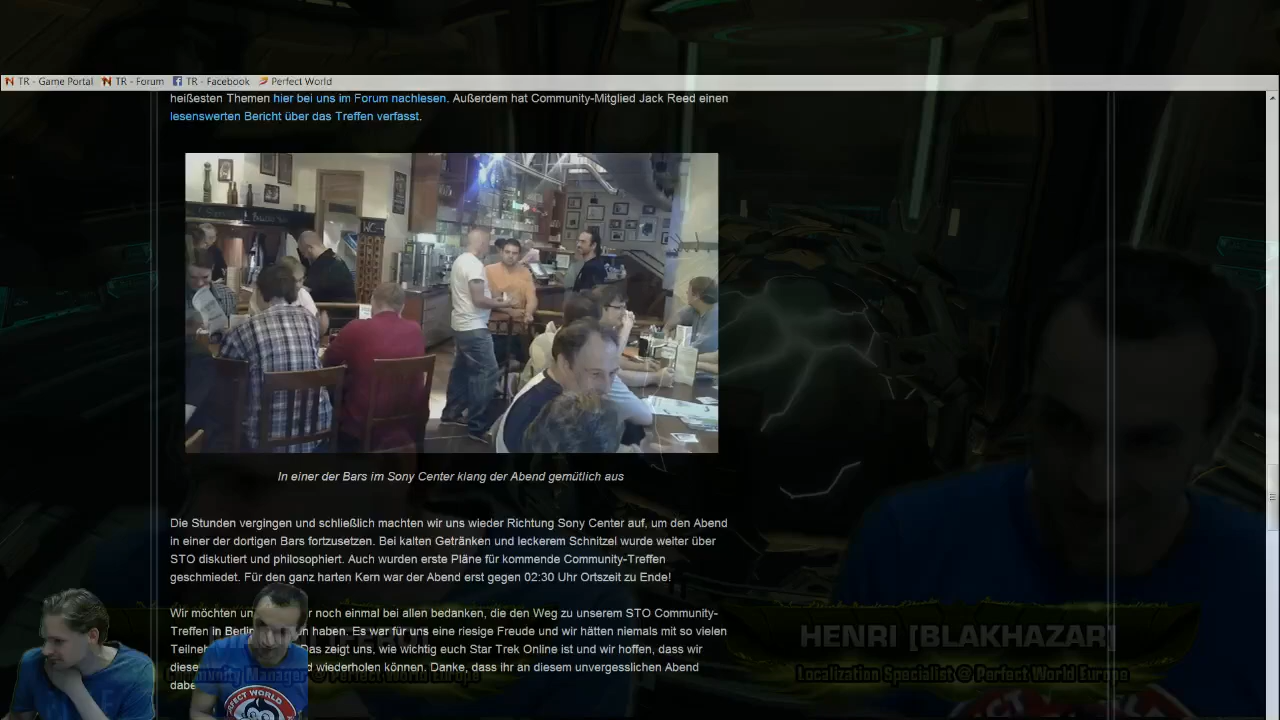 TR - Game Portal TR - Forum TR - Facebook Perfect World
heißesten Themen hier bei uns im Forum nachlesen. Außerdem hat Community-Mitglied Jack Reed einen
lesenswerten Bericht über das Treffen verfasst.
WC
In einer der Bars im Sony Center klang der Abend gemütlich aus
Die Stunden vergingen und schließlich machten wir uns wieder Richtung Sony Center auf, um den Abend
in einer der dortigen Bars fortzusetzen. Bei kalten Getränken und leckerem Schnitzel wurde weiter über
STO diskutiert und philosophiert. Auch wurden erste Pläne für kommende Community-Treffen
geschmiedet. Für den ganz harten Kern war der Abend erst gegen 02:30 Uhr Ortszeit zu Ende!
Wir möchten noch einmal bei allen bedanken, die den Weg zu unserem STO Community-
Treffen in haben. Es war für uns eine riesige Freude und wir hätten niemals mit so vielen
Das zeigt uns, wie wichtig euch Star Trek Online ist und wir hoffen, dass wir
wiederholen können. Danke, dass ihr an diesem unvergesslichen Abend
HENRI [BLAKHAZAR]
Community Manager @ Perfect World Europe
Localization Specialist @ Perfect World Europe
PERFECT WORLD